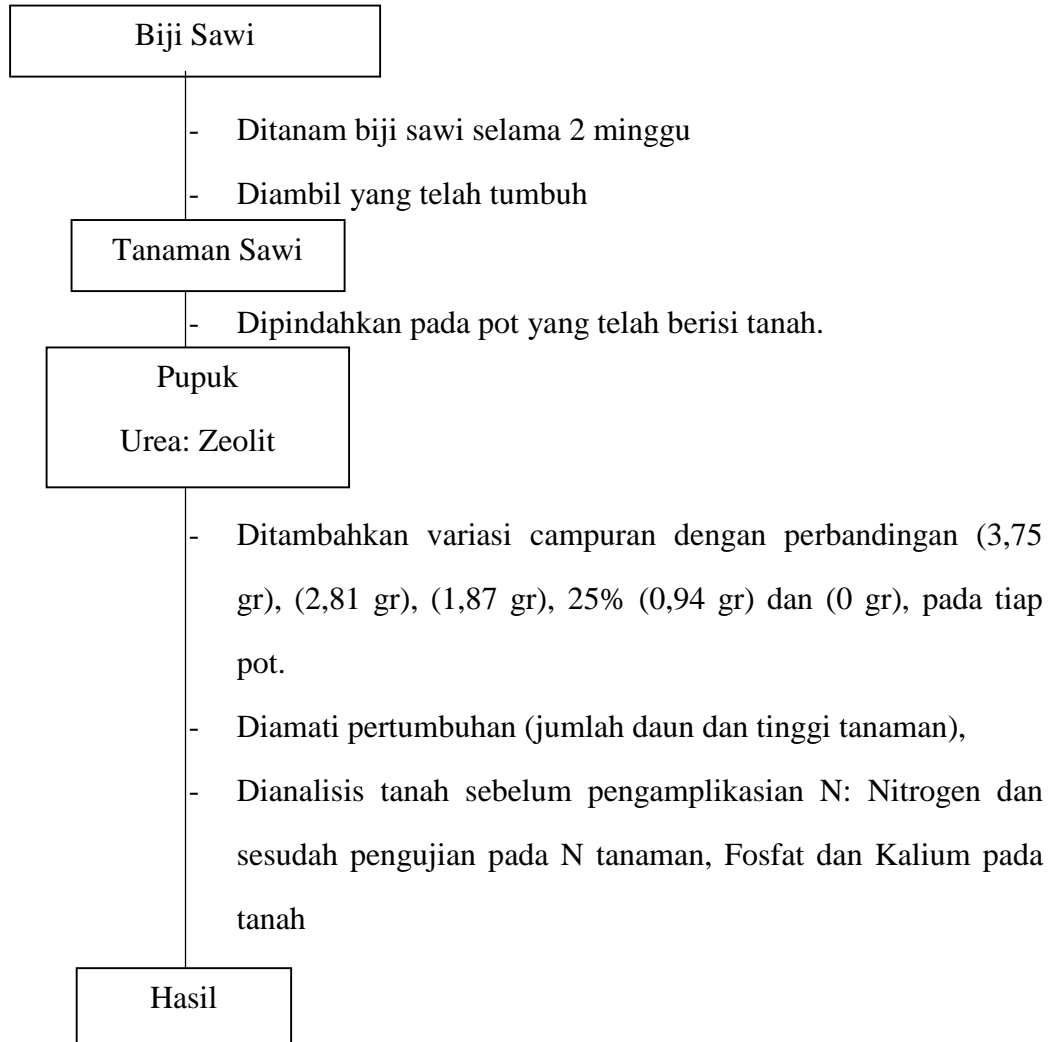 Biji Sawi
- Ditanam biji sawi selama 2 minggu
- Diambil yang telah tumbuh
Tanaman Sawi
- Dipindahkan pada pot yang telah berisi tanah.
Pupuk
Urea: Zeolit
- Ditambahkan variasi campuran dengan perbandingan (3,75
gr), (2,81 gr), (1,87 gr), 25% (0,94 gr) dan (0 gr), pada tiap
pot.
- Diamati pertumbuhan (jumlah daun dan tinggi tanaman),
- Dianalisis tanah sebelum pengamplikasian N: Nitrogen dan
sesudah pengujian pada N tanaman, Fosfat dan Kalium pada
tanah
Hasil